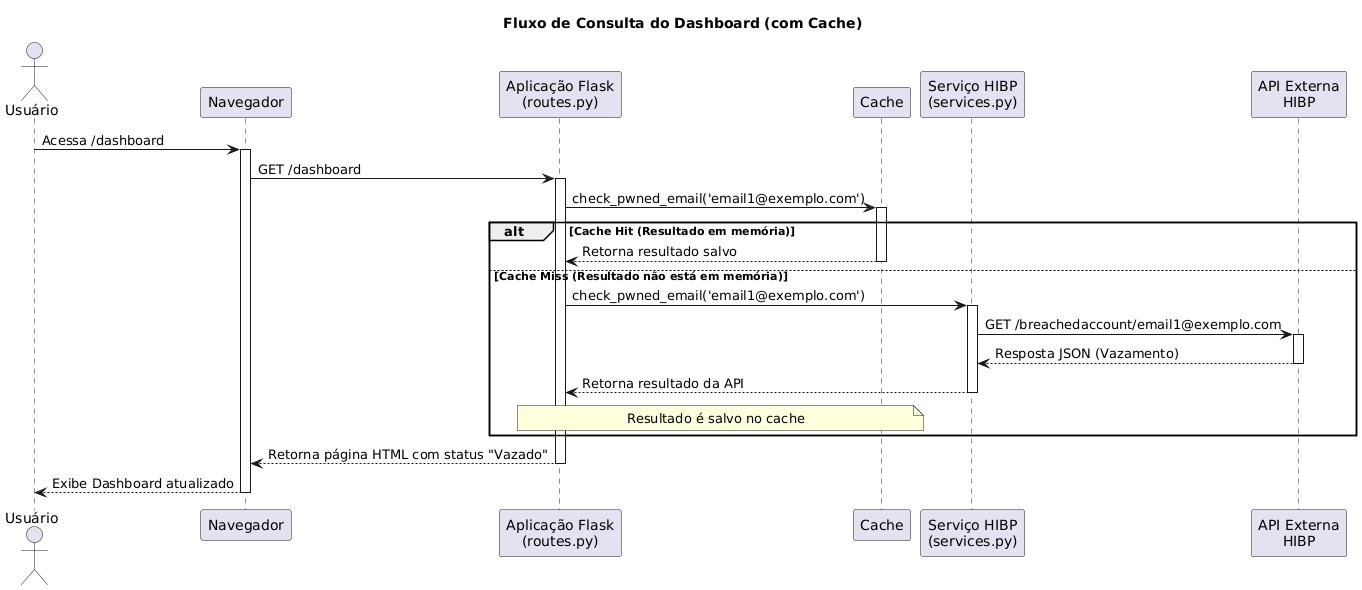 Fluxo de Consulta do Dashboard (com Cache)
Usuário
Navegador
Aplicação Flask
(routes.py)
Cache
Serviço HIBP
(services.py)
API Externa
HIBP
Acessa /dashboard
GET /dashboard
check_pwned_email('email1@exemplo.com')
alt
[Cache Hit (Resultado em memória)]
Retorna resultado salvo
[Cache Miss (Resultado não está em memória)]
check_pwned_email('email1@exemplo.com')
GET /breachedaccount/email1@exemplo.com
Resposta JSON (Vazamento)
Retorna resultado da API
Resultado é salvo no cache
Retorna página HTML com status "Vazado"
Exibe Dashboard atualizado
Usuário
Navegador
Aplicação Flask
(routes.py)
Cache
Serviço HIBP
(services.py)
API Externa
HIBP